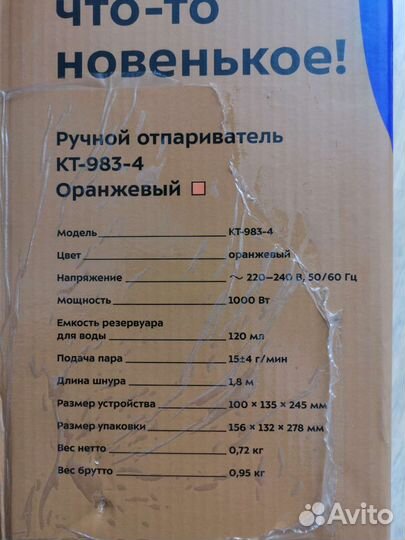 что-то
новенькое!
Ручной отпариватель
КТ-983-4
Оранжевый
Модель КТ-983-4
Цвет оранжевый
Напряжение ~ 220–240 В, 50/60 Гц
Мощность 1000 Вт
Емкость резервуара
для воды 120 мл
Подача пара 15±4 г/мин
Длина шнура 1,8 м
Размер устройства 100 × 135 × 245 мм
Размер упаковки 156 × 132 × 278 мм
Вес нетто 0,72 кг
Вес брутто 0,95 кг
Avito